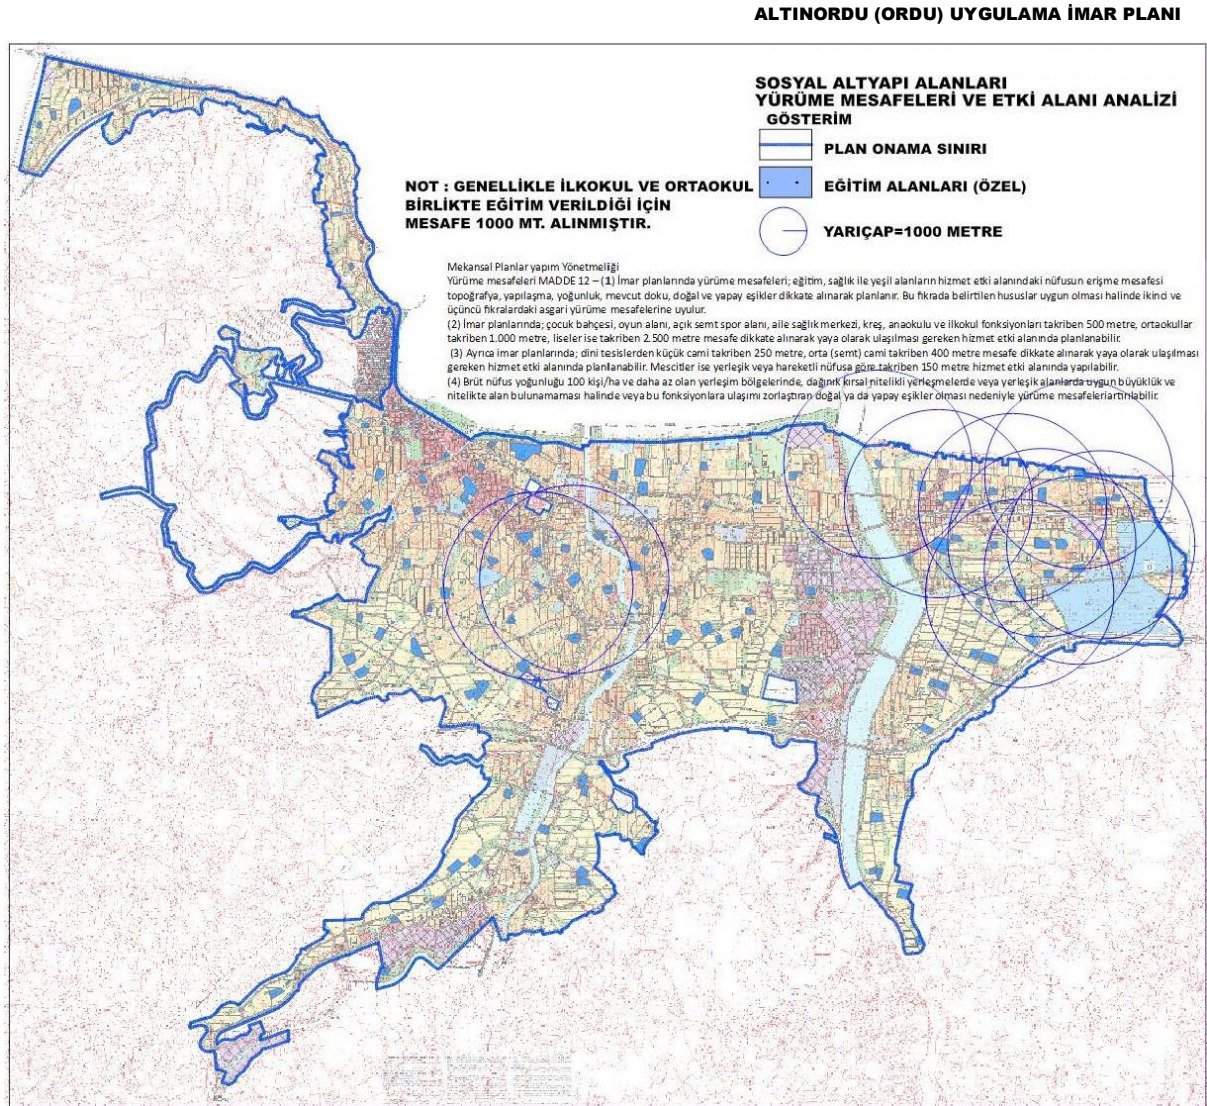 ALTINORDU (ORDU) UYGULAMA İMAR PLANI
SOSYAL ALTYAPI ALANLARI
YÜRÜME MESAFELERİ VE ETKİ ALANI ANALİZİ
GÖSTERİM
PLAN ONAMA SINIRI
EĞİTİM ALANLARI (ÖZEL)
YARIÇAP=1000 METRE
NOT : GENELLİKLE İLKOKUL VE ORTAOKUL
BİRLİKTE EĞİTİM VERİLDİĞİ İÇİN
MESAFE 1000 MT. ALINMIŞTIR.
Mekansal Planlar yapım Yönetmeliği
Yürüme mesafeleri MADDE 12 – (1) İmar planlarında yürüme mesafeleri; eğitim, sağlık ile yeşil alanların hizmet etki alanındaki nüfusun erişme mesafesi
topoğrafya, yapılaşma, yoğunluk, mevcut doku, doğal ve yapay eşikler dikkate alınarak planlanır. Bu fıkrada belirtilen hususlar uygun olması halinde ikinci ve
üçüncü fıkralardaki asgari yürüme mesafelerine uyulur.
(2) İmar planlarında; çocuk bahçesi, oyun alanı, açık semt spor alanı, aile sağlık merkezi, kreş, anaokulu ve ilkokul fonksiyonları takriben 500 metre, ortaokullar
takriben 1.000 metre, liseler ise takriben 2.500 metre mesafe dikkate alınarak yaya olarak ulaşılması gereken hizmet etki alanında planlanabilir.
(3) Ayrıca imar planlarında; dini tesislerden küçük cami takriben 250 metre, orta (semt) cami takriben 400 metre mesafe dikkate alınarak yaya olarak ulaşılması
gereken hizmet etki alanında planlanabilir. Mescitler ise yerleşik veya hareketli nüfusa göre takriben 150 metre hizmet etki alanında yapılabilir.
(4) Brüt nüfus yoğunluğu 100 kişi/ha ve daha az olan yerleşim bölgelerinde, dağınık kırsal nitelikli yerleşmelerde veya yerleşik alanlarda uygun büyüklük ve
nitelikte alan bulunamaması halinde veya bu fonksiyonlara ulaşımı zorlaştıran doğal ya da yapay eşikler olması nedeniyle yürüme mesafeleriartırılabilir.